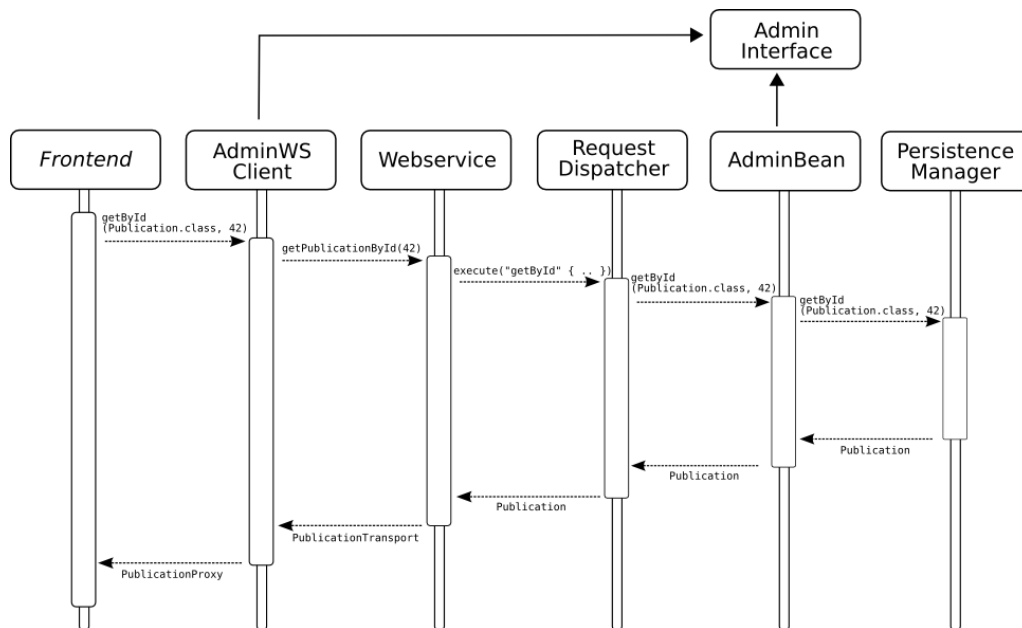 Admin
Interface
Frontend
AdminWS
Client
Webservice
Request
Dispatcher
AdminBean
Persistence
Manager
getById
(Publication.class, 42)
getPublicationById(42)
execute("getById" { .. })
getById
(Publication.class, 42)
getById
(Publication.class, 42)
Publication
Publication
Publication
PublicationTransport
PublicationProxy